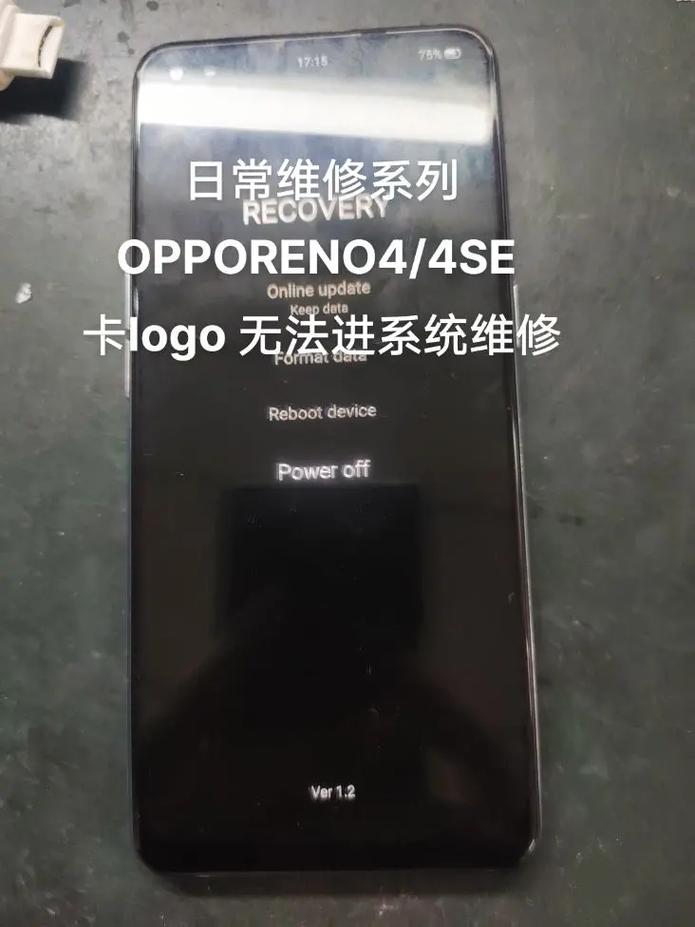 17:15
75%
日常维修系列
RECOVERY
OPPORENO4/4SE
Online update
Keep data
卡logo 无法进系统维修
Format data
Reboot device
Power off
Ver 1.2